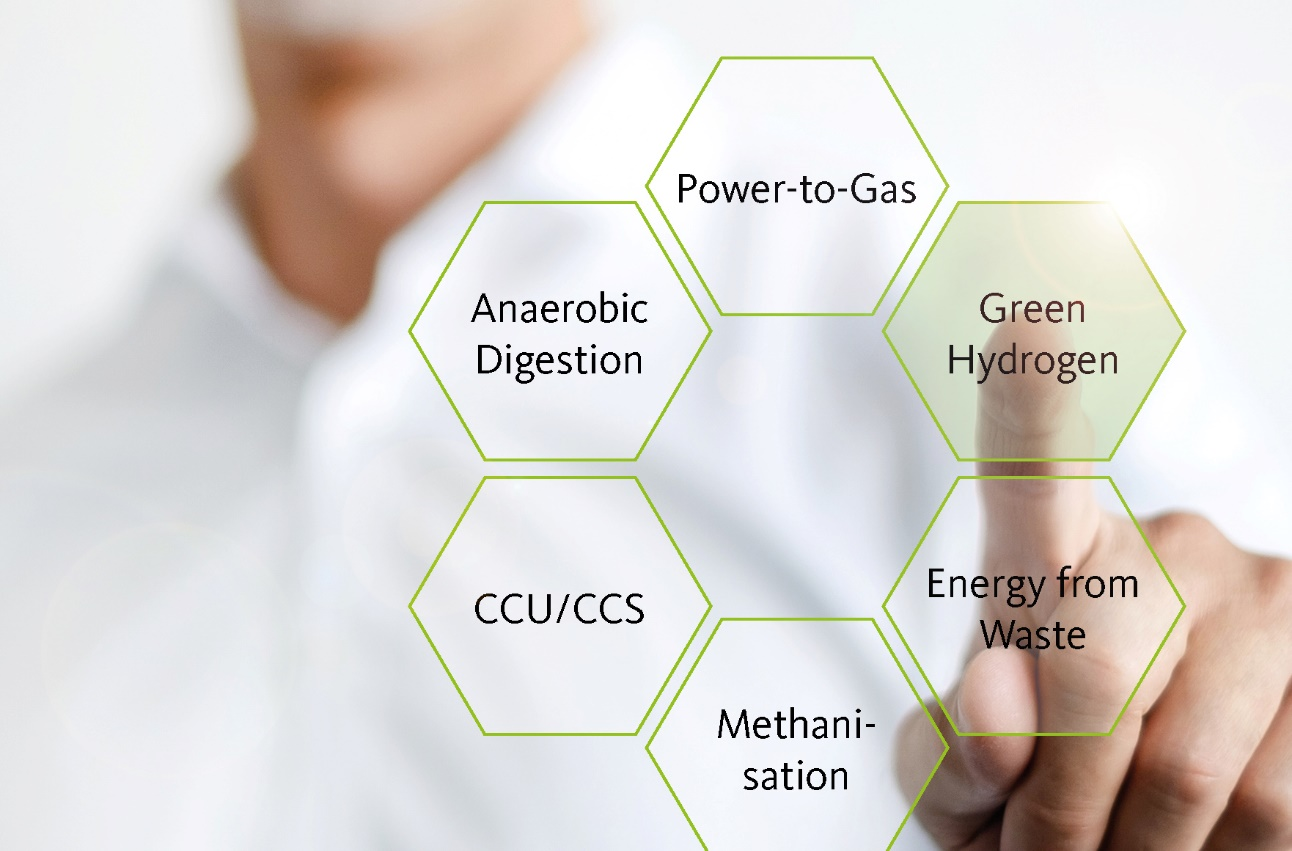 Power-to-Gas
Anaerobic
Digestion
Green
Hydrogen
CCU/CCS
Energy from
Waste
Methani-
sation